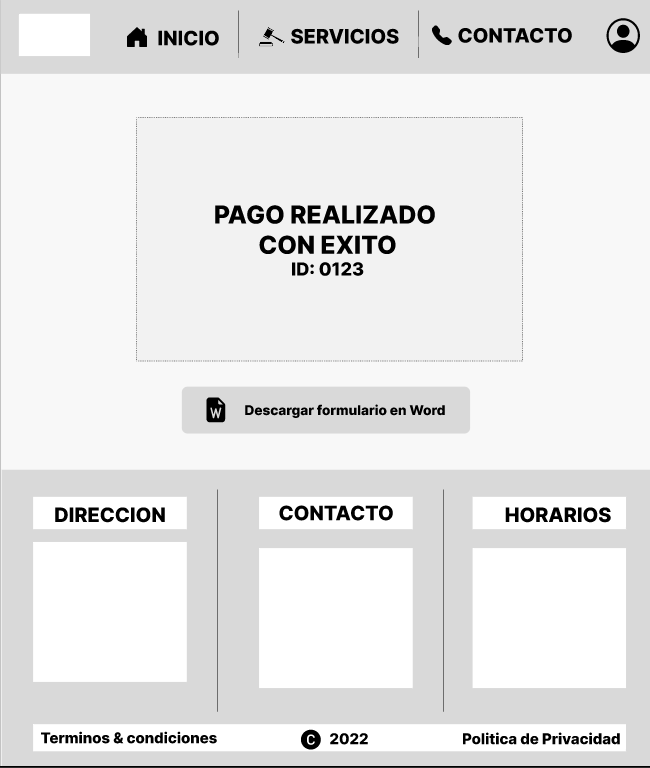 INICIO
SERVICIOS
CONTACTO
PAGO REALIZADO
CON EXITO
ID: 0123
W Descargar formulario en Word
DIRECCION
CONTACTO
HORARIOS
Terminos & condiciones
C 2022
Politica de Privacidad